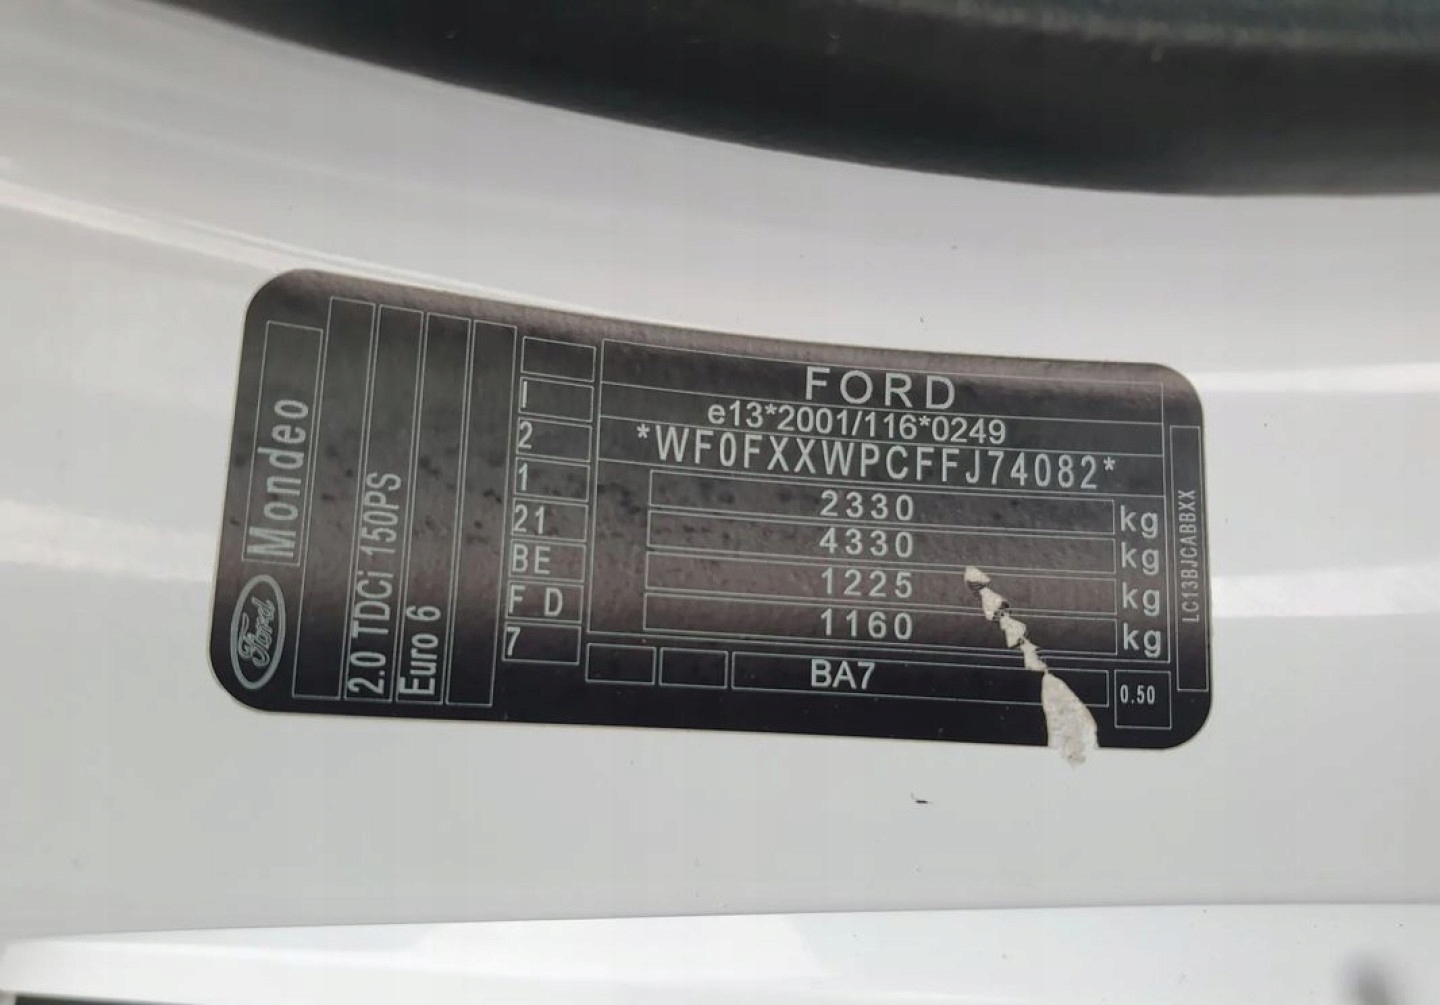 FORD
e13*2001/116*0249
*WF0FXXWPCFFJ74082*
2330 kg
4330 kg
1225 kg
1160 kg
BA7
0.50
I
2
1
21
BE
F D
7
Ford
Mondeo
2.0 TDCi 150PS
Euro 6
LC13BJCABBXX